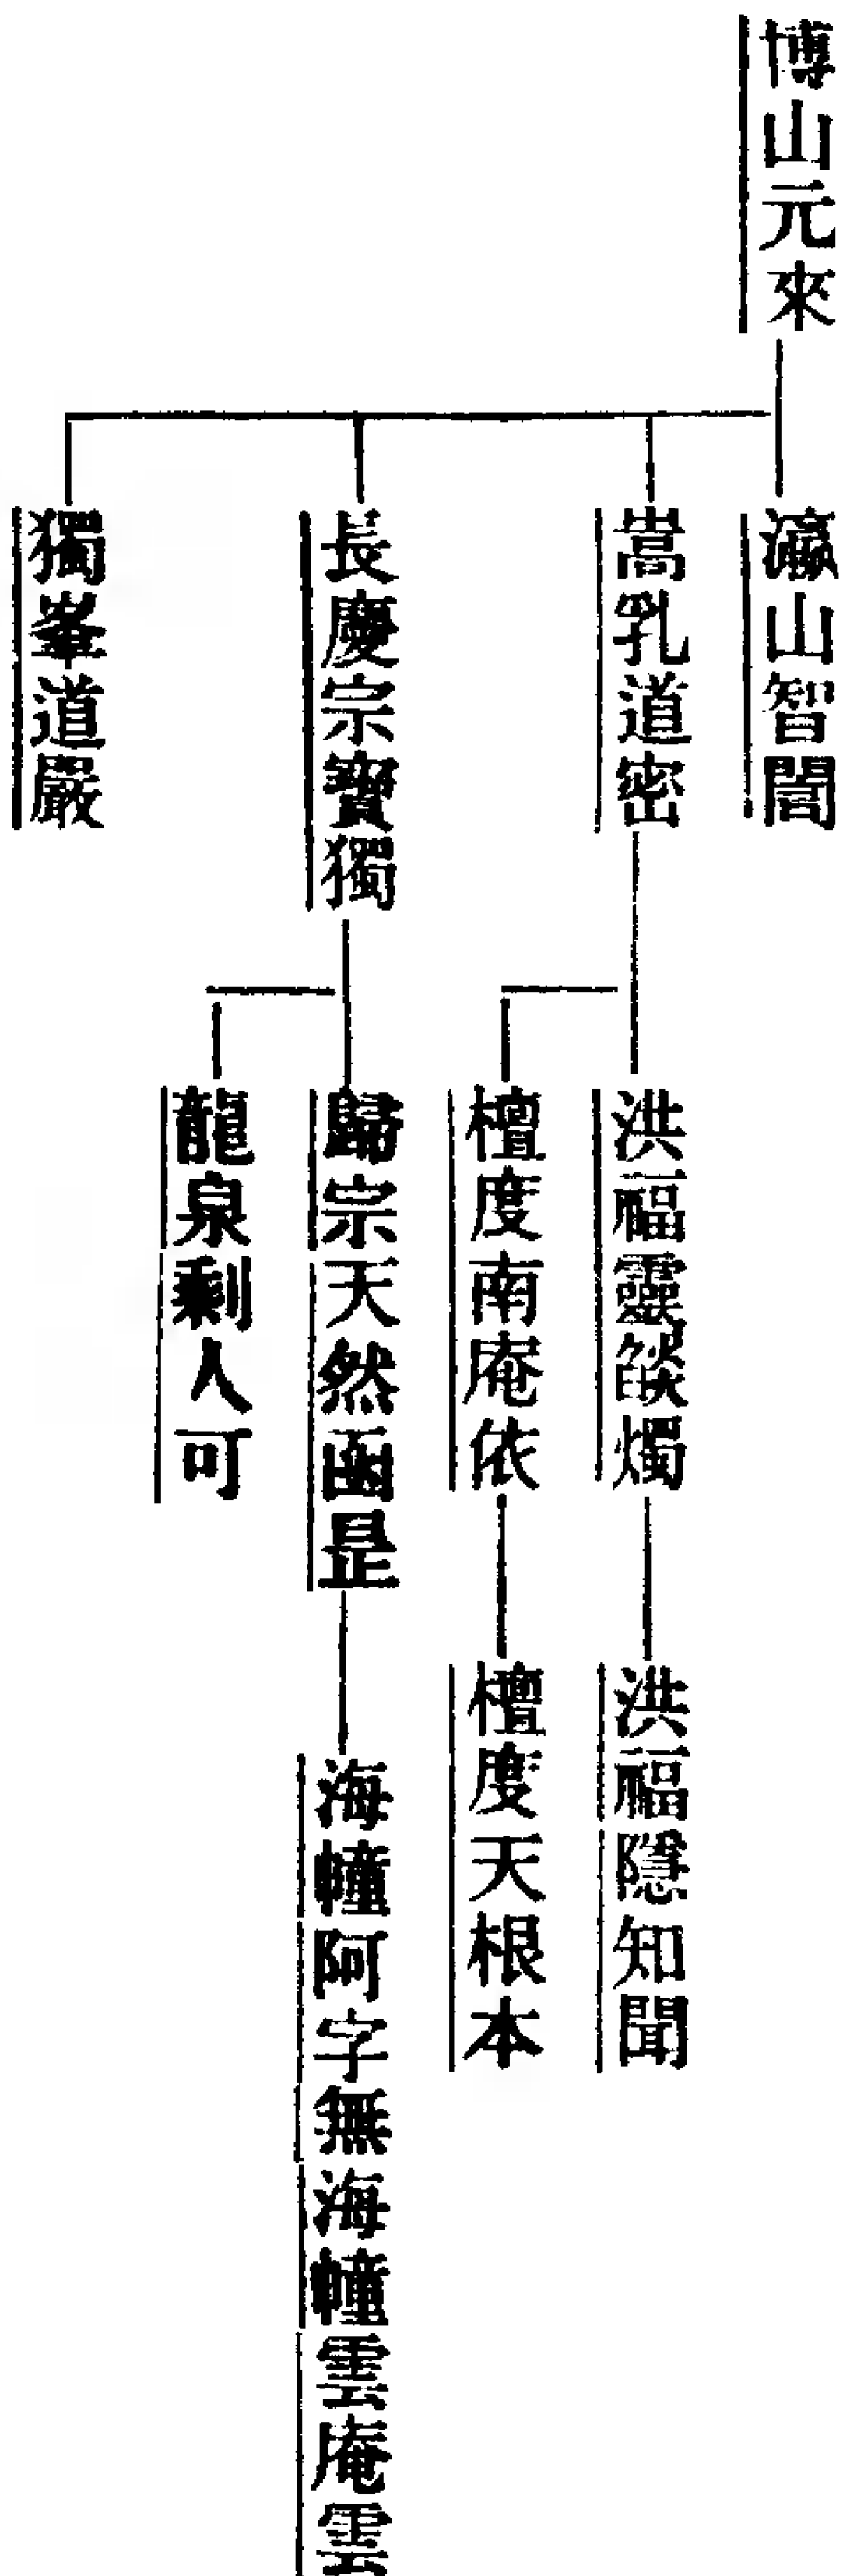 博山元來
瀛山智誾
嵩乳道密
洪福靈燄燭
洪福隱知聞
檀度南庵依
檀度天根本
長慶宗寶獨
歸宗天然函昰
海幢阿字無海幢雲庵雲
龍泉剩人可
獨峯道嚴